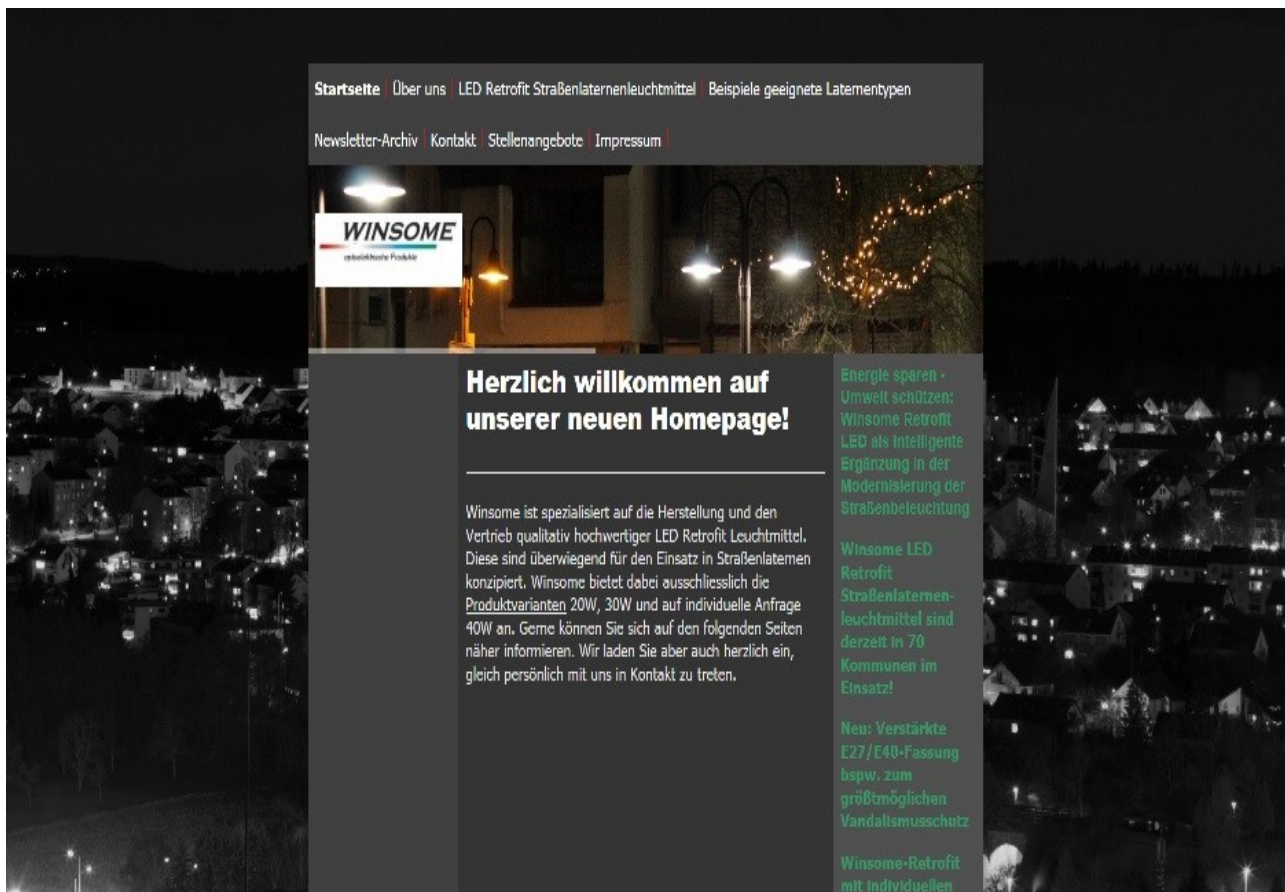 Startseite Über uns LED Retrofit Straßenlaternenleuchtmittel Beispiele geeignete Laternentypen
Newsletter-Archiv Kontakt Stellenangebote Impressum
WINSOME
optoelektrische Produkte
Herzlich willkommen auf
unserer neuen Homepage!
Winsome ist spezialisiert auf die Herstellung und den
Vertrieb qualitativ hochwertiger LED Retrofit Leuchtmittel.
Diese sind überwiegend für den Einsatz in Straßenlaternen
konzipiert. Winsome bietet dabei ausschliesslich die
Produktvarianten 20W, 30W und auf individuelle Anfrage
40W an. Gerne können Sie sich auf den folgenden Seiten
näher informieren. Wir laden Sie aber auch herzlich ein,
gleich persönlich mit uns in Kontakt zu treten.
Energie sparen -
Umwelt schützen:
Winsome Retrofit
LED als intelligente
Ergänzung in der
Modernisierung der
Straßenbeleuchtung
Winsome LED
Retrofit
Straßenlaternen-
leuchtmittel sind
derzeit in 70
Kommunen im
Einsatz!
Neu: Verstärkte
E27/E40-Fassung
bspw. zum
größtmöglichen
Vandalismusschutz
Winsome-Retrofit
mit individuellen